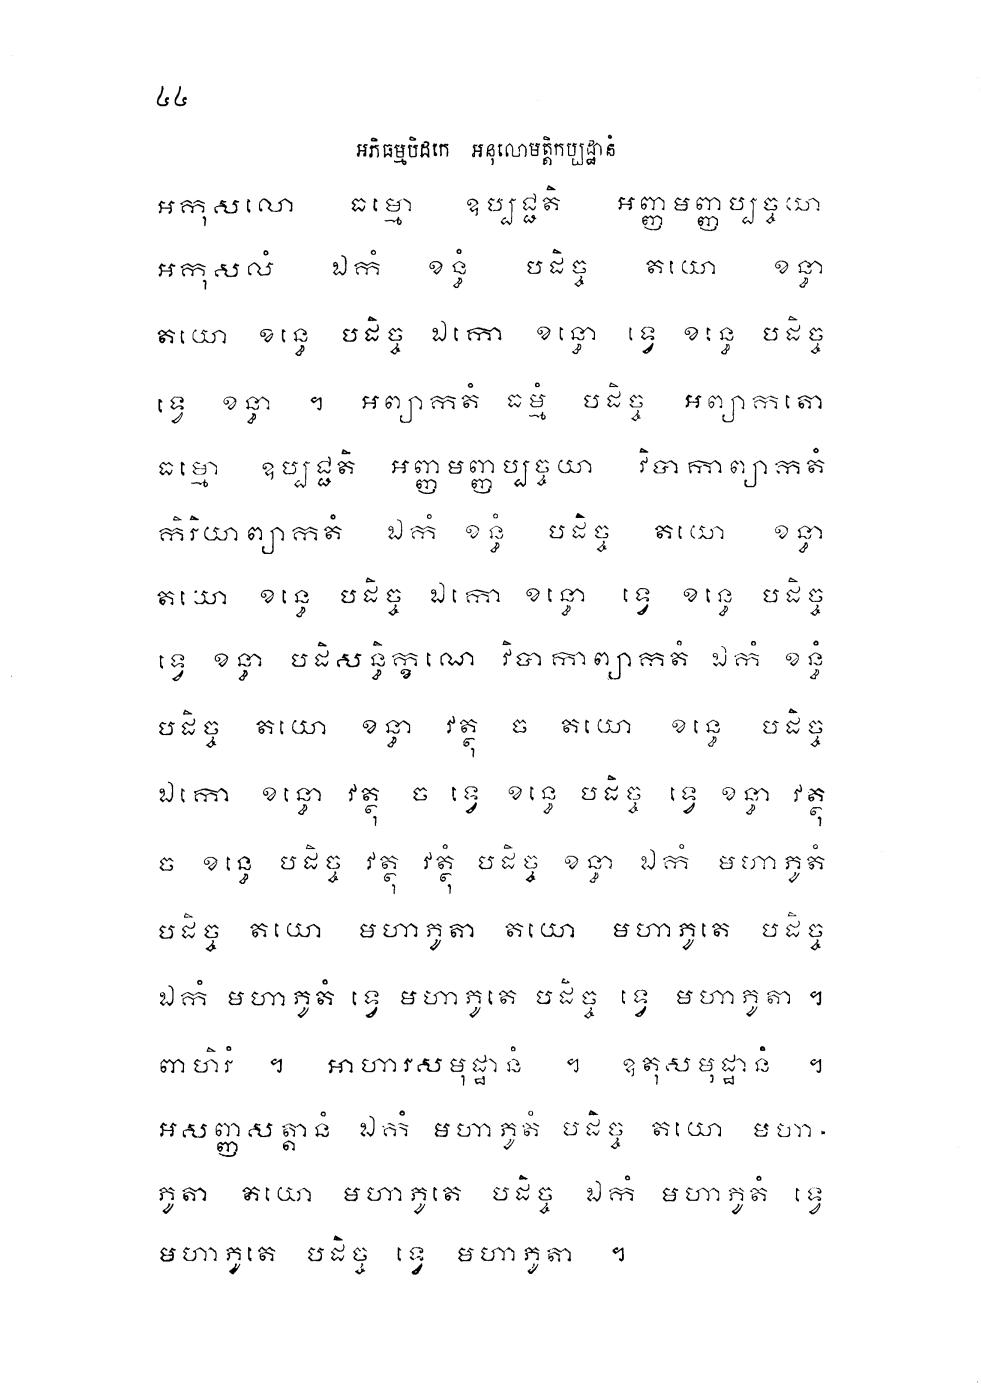 ៤៤
អភិធម្មបិដកេ អនុលោមត្តិកប្បដ្ឋានំ
អកុសលោ ធម្មោ ឧប្បជ្ជតិ អញ្ញមញ្ញប្បច្ចយោ
អកុសលំ ឯកំ ខន្ធំ បដិច្ច តយោ ខន្ធា
តយោ ខន្ធេ បដិច្ច ឯកោ ខន្ធោ ទ្វេ ខន្ធេ បដិច្ច
ទ្វេ ខន្ធា ។ អព្យាកតំ ធម្មំ បដិច្ច អព្យាកតោ
ធម្មោ ឧប្បជ្ជតិ អញ្ញមញ្ញប្បច្ចយា វិបាកាព្យាកតំ
កិរិយាព្យាកតំ ឯកំ ខន្ធំ បដិច្ច តយោ ខន្ធា
តយោ ខន្ធេ បដិច្ច ឯកោ ខន្ធោ ទ្វេ ខន្ធេ បដិច្ច
ទ្វេ ខន្ធា បដិសន្ធិក្ខណេ វិបាកាព្យាកតំ ឯកំ ខន្ធំ
បដិច្ច តយោ ខន្ធា វត្ថុ ច តយោ ខន្ធេ បដិច្ច
ឯកោ ខន្ធោ វត្ថុ ច ទ្វេ ខន្ធេ បដិច្ច ទ្វេ ខន្ធា វត្ថុ
ច ខន្ធេ បដិច្ច វត្ថុ វត្ថុំ បដិច្ច ខន្ធា ឯកំ មហាភូតំ
បដិច្ច តយោ មហាភូតា តយោ មហាភូតេ បដិច្ច
ឯកំ មហាភូតំ ទ្វេ មហាភូតេ បដិច្ច ទ្វេ មហាភូតា ។
ពាហិរំ ។ អាហារសមុដ្ឋានំ ។ ឧតុសមុដ្ឋានំ ។
អសញ្ញសត្តានំ ឯកំ មហាភូតំ បដិច្ច តយោ មហា-
ភូតា តយោ មហាភូតេ បដិច្ច ឯកំ មហាភូតំ ទ្វេ
មហាភូតេ បដិច្ច ទ្វេ មហាភូតា ។